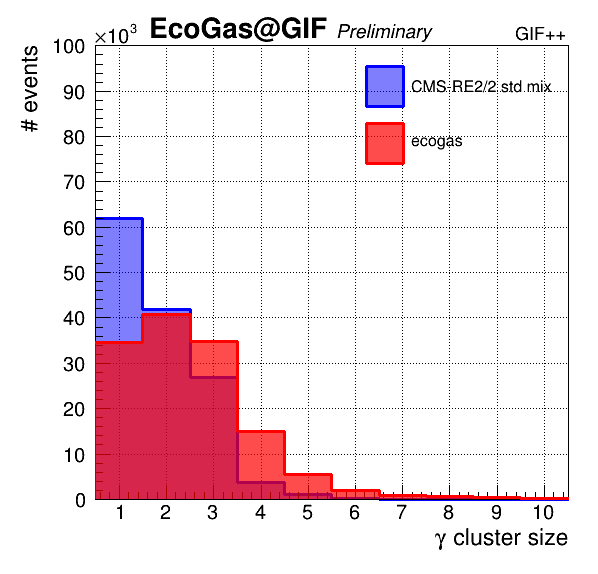 ×10³ EcoGas@GIF Preliminary GIF++
# events
100
90
80
70
60
50
40
30
20
10
0
CMS-RE2/2 std mix
ecogas
1 2 3 4 5 6 7 8 9 10
γ cluster size